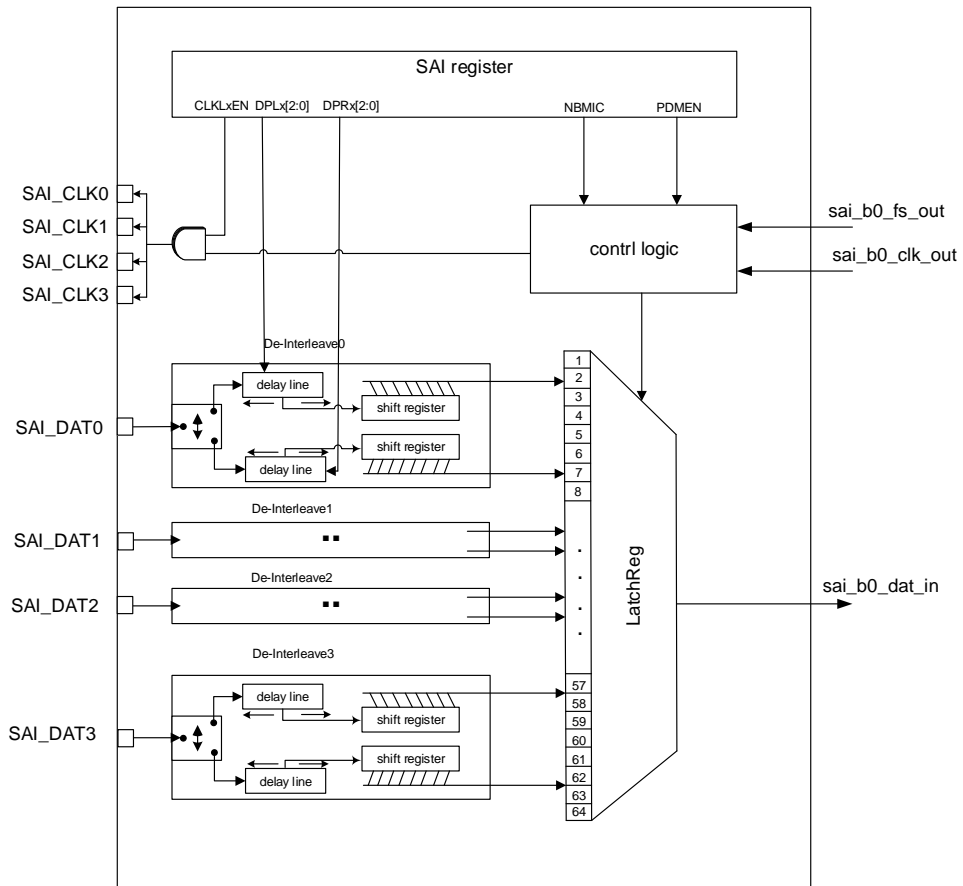 SAI register
CLKLxEN DPLx[2:0] DPRx[2:0] NBMIC PDMEN
SAI_CLK0
SAI_CLK1
SAI_CLK2
SAI_CLK3
contrl logic
sai_b0_fs_out
sai_b0_clk_out
De-Interleave0
SAI_DAT0
delay line
shift register
shift register
delay line
1
2
3
4
5
6
7
8
De-Interleave1
SAI_DAT1
De-Interleave2
SAI_DAT2
LatchReg
sai_b0_dat_in
De-Interleave3
SAI_DAT3
delay line
shift register
shift register
delay line
57
58
59
60
61
62
63
64